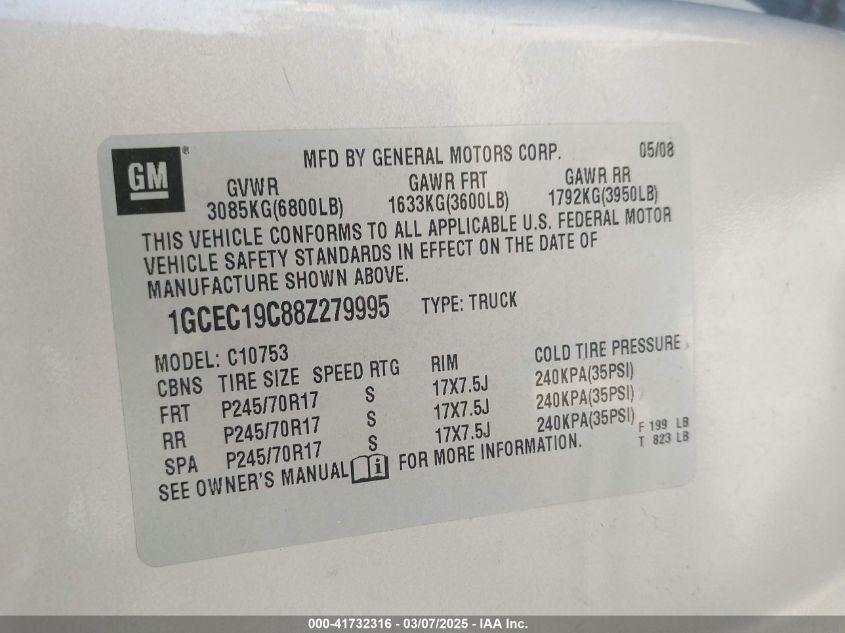 GM®
MFD BY GENERAL MOTORS CORP. 05/08
GVWR GAWR FRT GAWR RR
3085KG(6800LB) 1633KG(3600LB) 1792KG(3950LB)
THIS VEHICLE CONFORMS TO ALL APPLICABLE U.S. FEDERAL MOTOR
VEHICLE SAFETY STANDARDS IN EFFECT ON THE DATE OF
MANUFACTURE SHOWN ABOVE.
1GCEC19C88Z279995 TYPE: TRUCK
MODEL: C10753
CBNS TIRE SIZE SPEED RTG RIM COLD TIRE PRESSURE
FRT P245/70R17 S 17X7.5J 240KPA(35PSI)
RR P245/70R17 S 17X7.5J 240KPA(35PSI)
SPA P245/70R17 S 17X7.5J 240KPA(35PSI)
F 199 LB
T 823 LB
SEE OWNER'S MANUAL i FOR MORE INFORMATION.
000-41732316 - 03/07/2025 - IAA Inc.